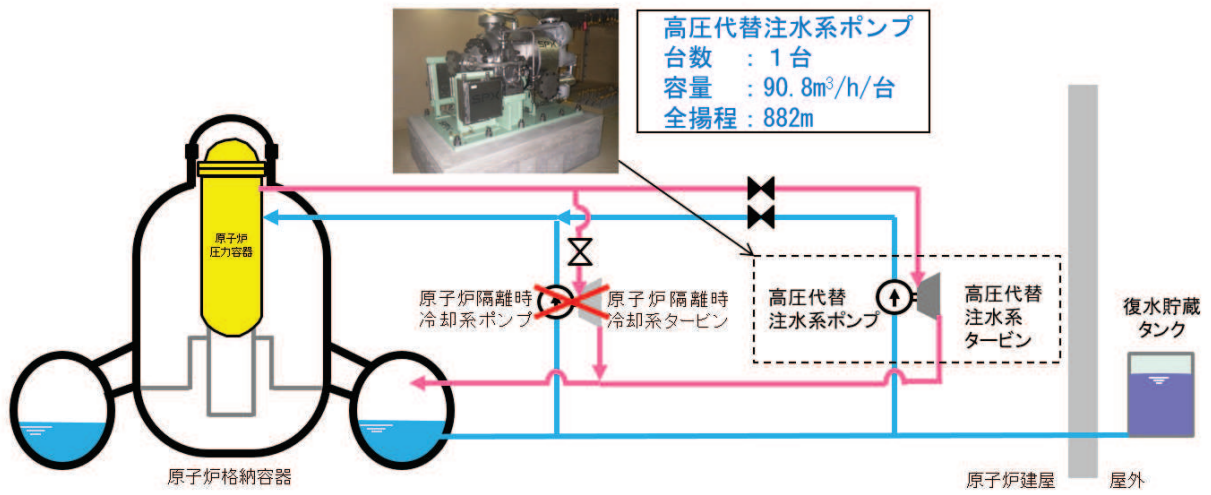 高圧代替注水系ポンプ
台数　：１台
容量　：90.8m³/h/台
全揚程：882m
原子炉
圧力容器
原子炉隔離時
冷却系ポンプ
原子炉隔離時
冷却系タービン
高圧代替
注水系ポンプ
高圧代替
注水系
タービン
復水貯蔵
タンク
原子炉格納容器
原子炉建屋
屋外